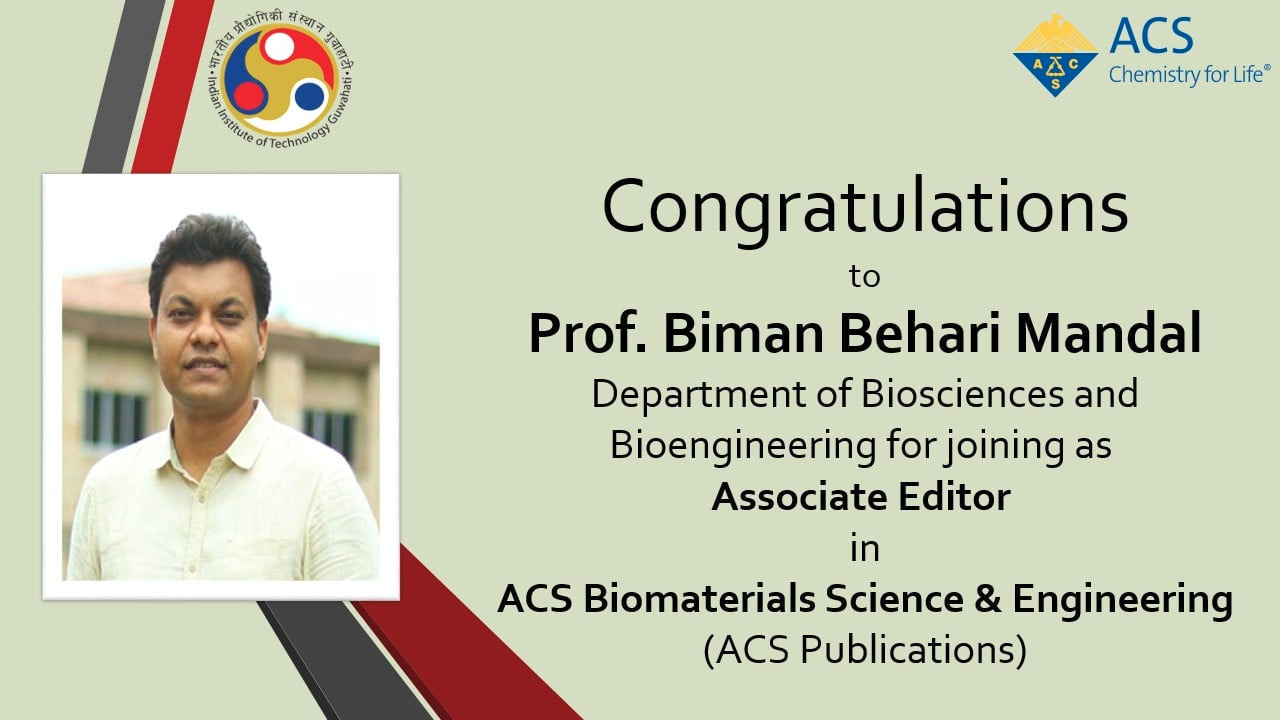 भारतीय प्रौद्योगिकी संस्थान गुवाहाटी
Indian Institute of Technology Guwahati
ACS
Chemistry for Life®
A C S
Congratulations
to
Prof. Biman Behari Mandal
Department of Biosciences and
Bioengineering for joining as
Associate Editor
in
ACS Biomaterials Science & Engineering
(ACS Publications)